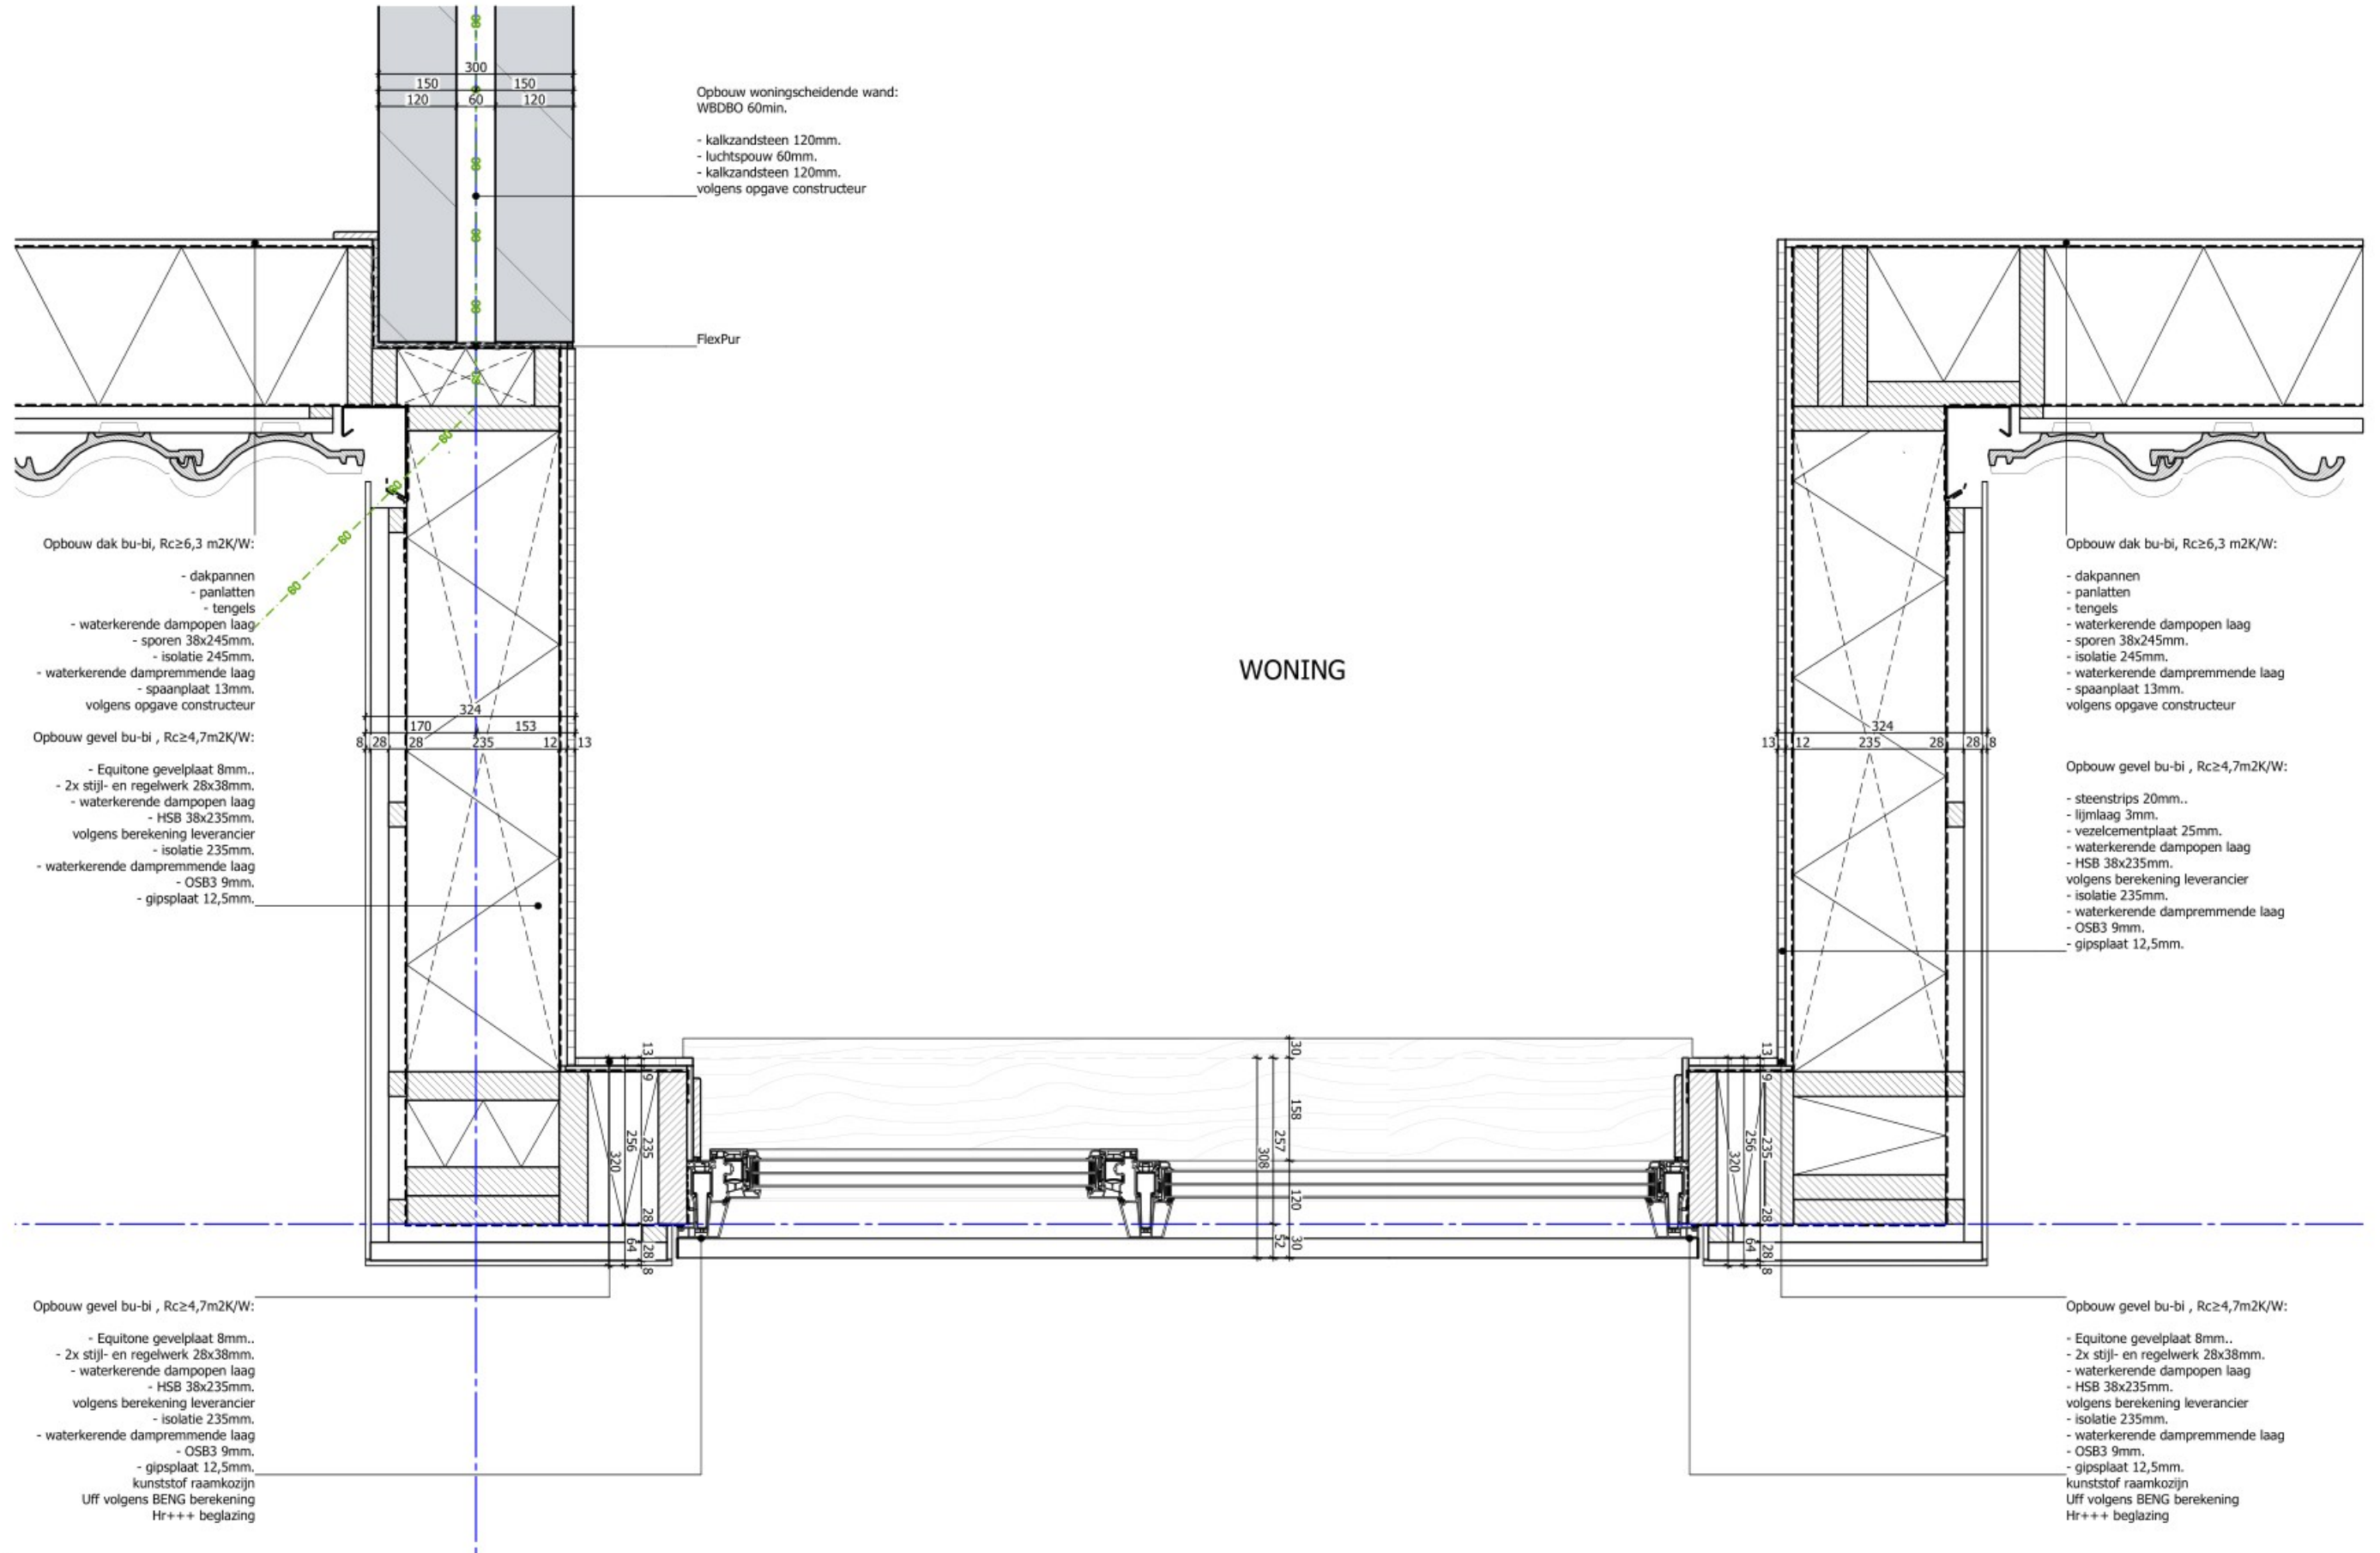 60
300
150 150
120 60 120
60
60
60
Opbouw woningscheidende wand:
WBDBO 60min.
- kalkzandsteen 120mm.
- luchtspouw 60mm.
- kalkzandsteen 120mm.
volgens opgave constructeur
FlexPur
60
60
60
60
60
Opbouw dak bu-bi, Rc≥6,3 m2K/W:
- dakpannen
- panlatten
- tengels
- waterkerende dampopen laag
- sporen 38x245mm.
- isolatie 245mm.
- waterkerende dampremmende laag
- spaanplaat 13mm.
volgens opgave constructeur
Opbouw gevel bu-bi , Rc≥4,7m2K/W:
- Equitone gevelplaat 8mm..
- 2x stijl- en regelwerk 28x38mm.
- waterkerende dampopen laag
- HSB 38x235mm.
volgens berekening leverancier
- isolatie 235mm.
- waterkerende dampremmende laag
- OSB3 9mm.
- gipsplaat 12,5mm.
324
170 153
8 28 28 235 12 13
WONING
324
13 12 235 28 28 8
Opbouw dak bu-bi, Rc≥6,3 m2K/W:
- dakpannen
- panlatten
- tengels
- waterkerende dampopen laag
- sporen 38x245mm.
- isolatie 245mm.
- waterkerende dampremmende laag
- spaanplaat 13mm.
volgens opgave constructeur
Opbouw gevel bu-bi , Rc≥4,7m2K/W:
- steenstrips 20mm..
- lijmlaag 3mm.
- vezelcementplaat 25mm.
- waterkerende dampopen laag
- HSB 38x235mm.
volgens berekening leverancier
- isolatie 235mm.
- waterkerende dampremmende laag
- OSB3 9mm.
- gipsplaat 12,5mm.
13 9 235 28 28 8
256 64
320
30 158 120 30
257 52
308
13 9 235 28 28 8
256 64
320
Opbouw gevel bu-bi , Rc≥4,7m2K/W:
- Equitone gevelplaat 8mm..
- 2x stijl- en regelwerk 28x38mm.
- waterkerende dampopen laag
- HSB 38x235mm.
volgens berekening leverancier
- isolatie 235mm.
- waterkerende dampremmende laag
- OSB3 9mm.
- gipsplaat 12,5mm.
kunststof raamkozijn
Uff volgens BENG berekening
Hr+++ beglazing
Opbouw gevel bu-bi , Rc≥4,7m2K/W:
- Equitone gevelplaat 8mm..
- 2x stijl- en regelwerk 28x38mm.
- waterkerende dampopen laag
- HSB 38x235mm.
volgens berekening leverancier
- isolatie 235mm.
- waterkerende dampremmende laag
- OSB3 9mm.
- gipsplaat 12,5mm.
kunststof raamkozijn
Uff volgens BENG berekening
Hr+++ beglazing